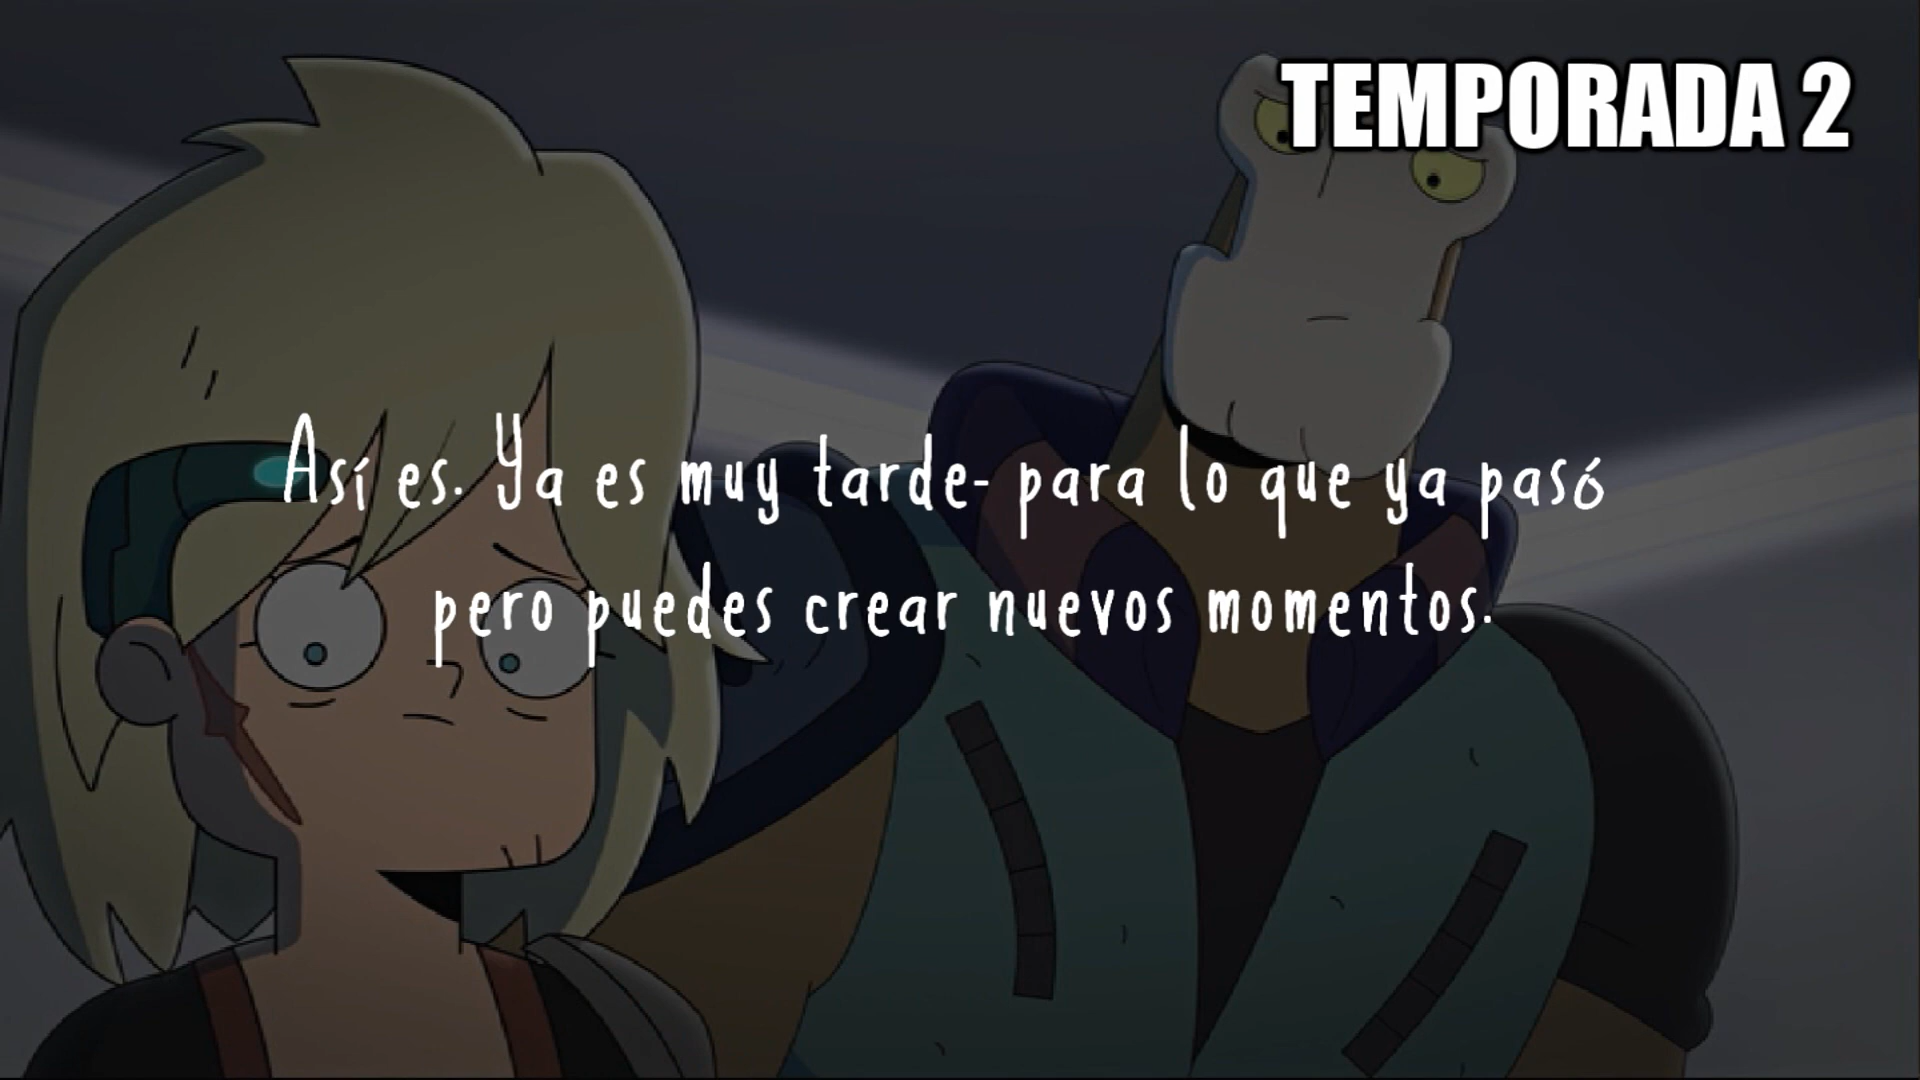 TEMPORADA 2
Así es. Ya es muy tarde- para lo que ya pasó
pero puedes crear nuevos momentos.